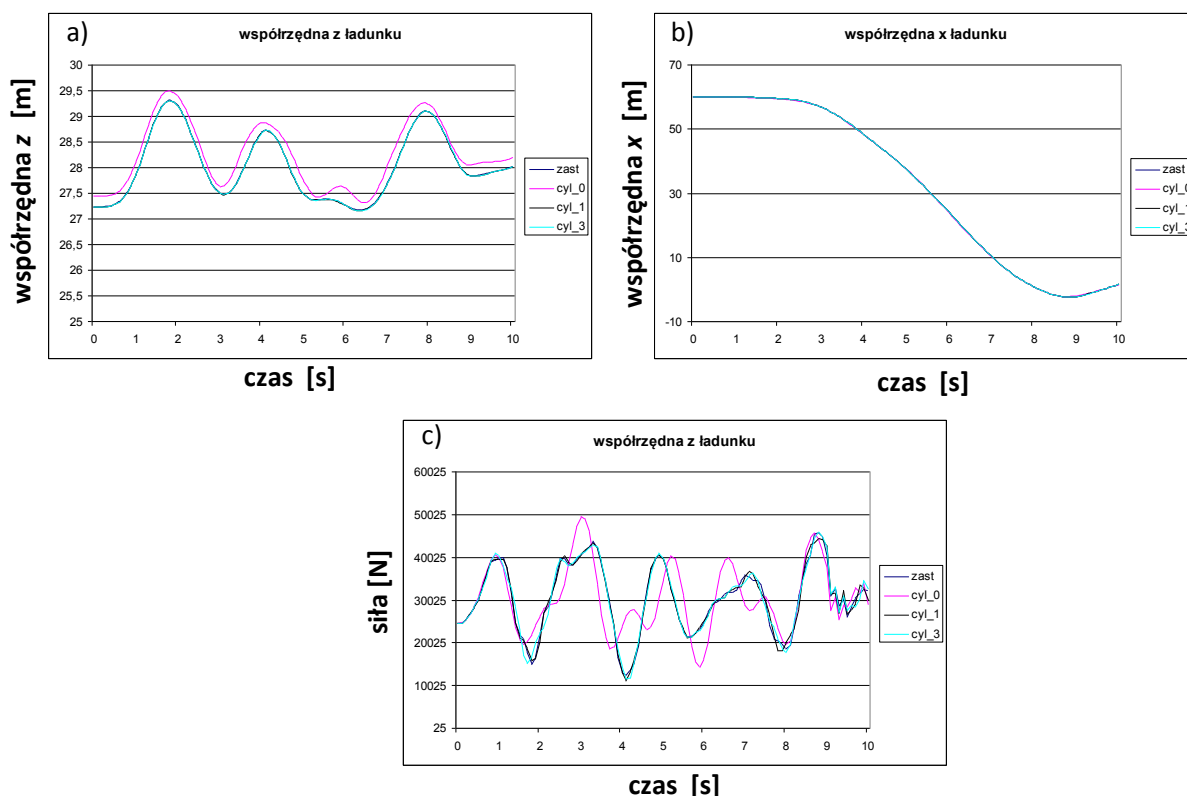 a)
współrzędna z ładunku
współrzędna z [m]
30
29,5
29
28,5
28
27,5
27
26,5
26
25,5
25
0 1 2 3 4 5 6 7 8 9 10
czas [s]
zast
cyl_0
cyl_1
cyl_3
b)
współrzędna x ładunku
współrzędna x [m]
70
50
30
10
-10
0 1 2 3 4 5 6 7 8 9 10
czas [s]
zast
cyl_0
cyl_1
cyl_3
c)
współrzędna z ładunku
siła [N]
60025
50025
40025
30025
20025
10025
25
0 1 2 3 4 5 6 7 8 9 10
czas [s]
zast
cyl_0
cyl_1
cyl_3